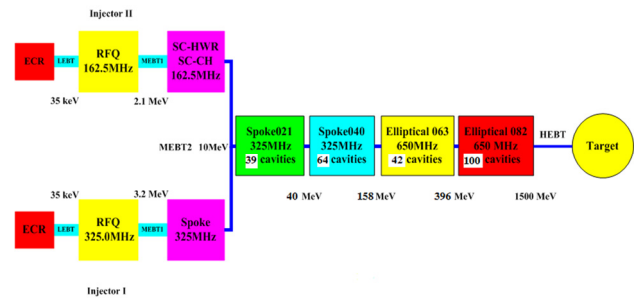 Injector II
ECR
LEBT
RFQ
162.5MHz
MEBT1
SC-HWR
SC-CH
162.5MHz
35 keV
2.1 MeV
MEBT2
10MeV
Spoke021
325MHz
39 cavities
Spoke040
325MHz
64 cavities
Elliptical 063
650MHz
42 cavities
Elliptical 082
650 MHz
100 cavities
HEBT
Target
40 MeV
158 MeV
396 MeV
1500 MeV
35 keV
3.2 MeV
ECR
LEBT
RFQ
325.0MHz
MEBT1
Spoke
325MHz
Injector I